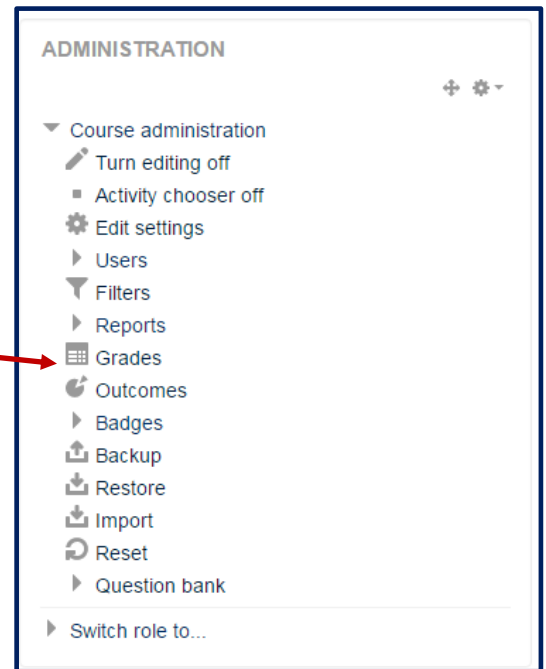 ADMINISTRATION
Course administration
Turn editing off
Activity chooser off
Edit settings
Users
Filters
Reports
Grades
Outcomes
Badges
Backup
Restore
Import
Reset
Question bank
Switch role to...